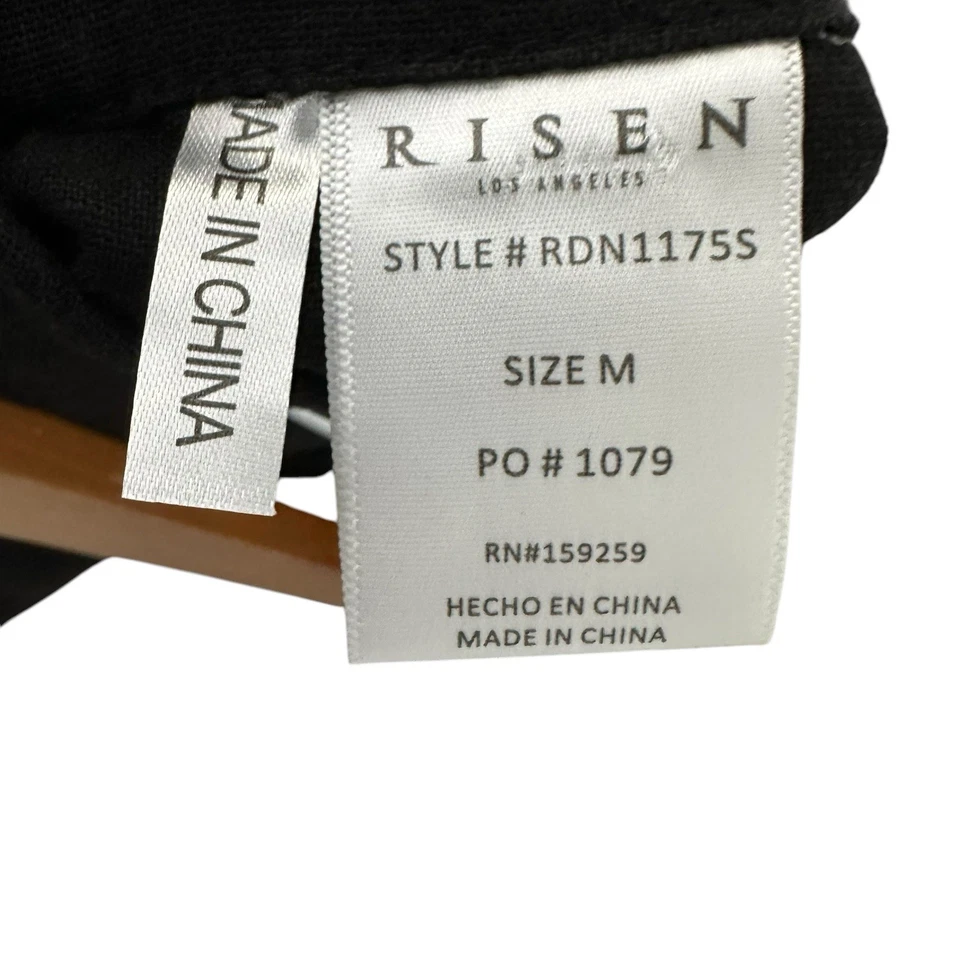 MADE IN CHINA
RISEN
LOS ANGELES
STYLE # RDN1175S
SIZE M
PO # 1079
RN#159259
HECHO EN CHINA
MADE IN CHINA